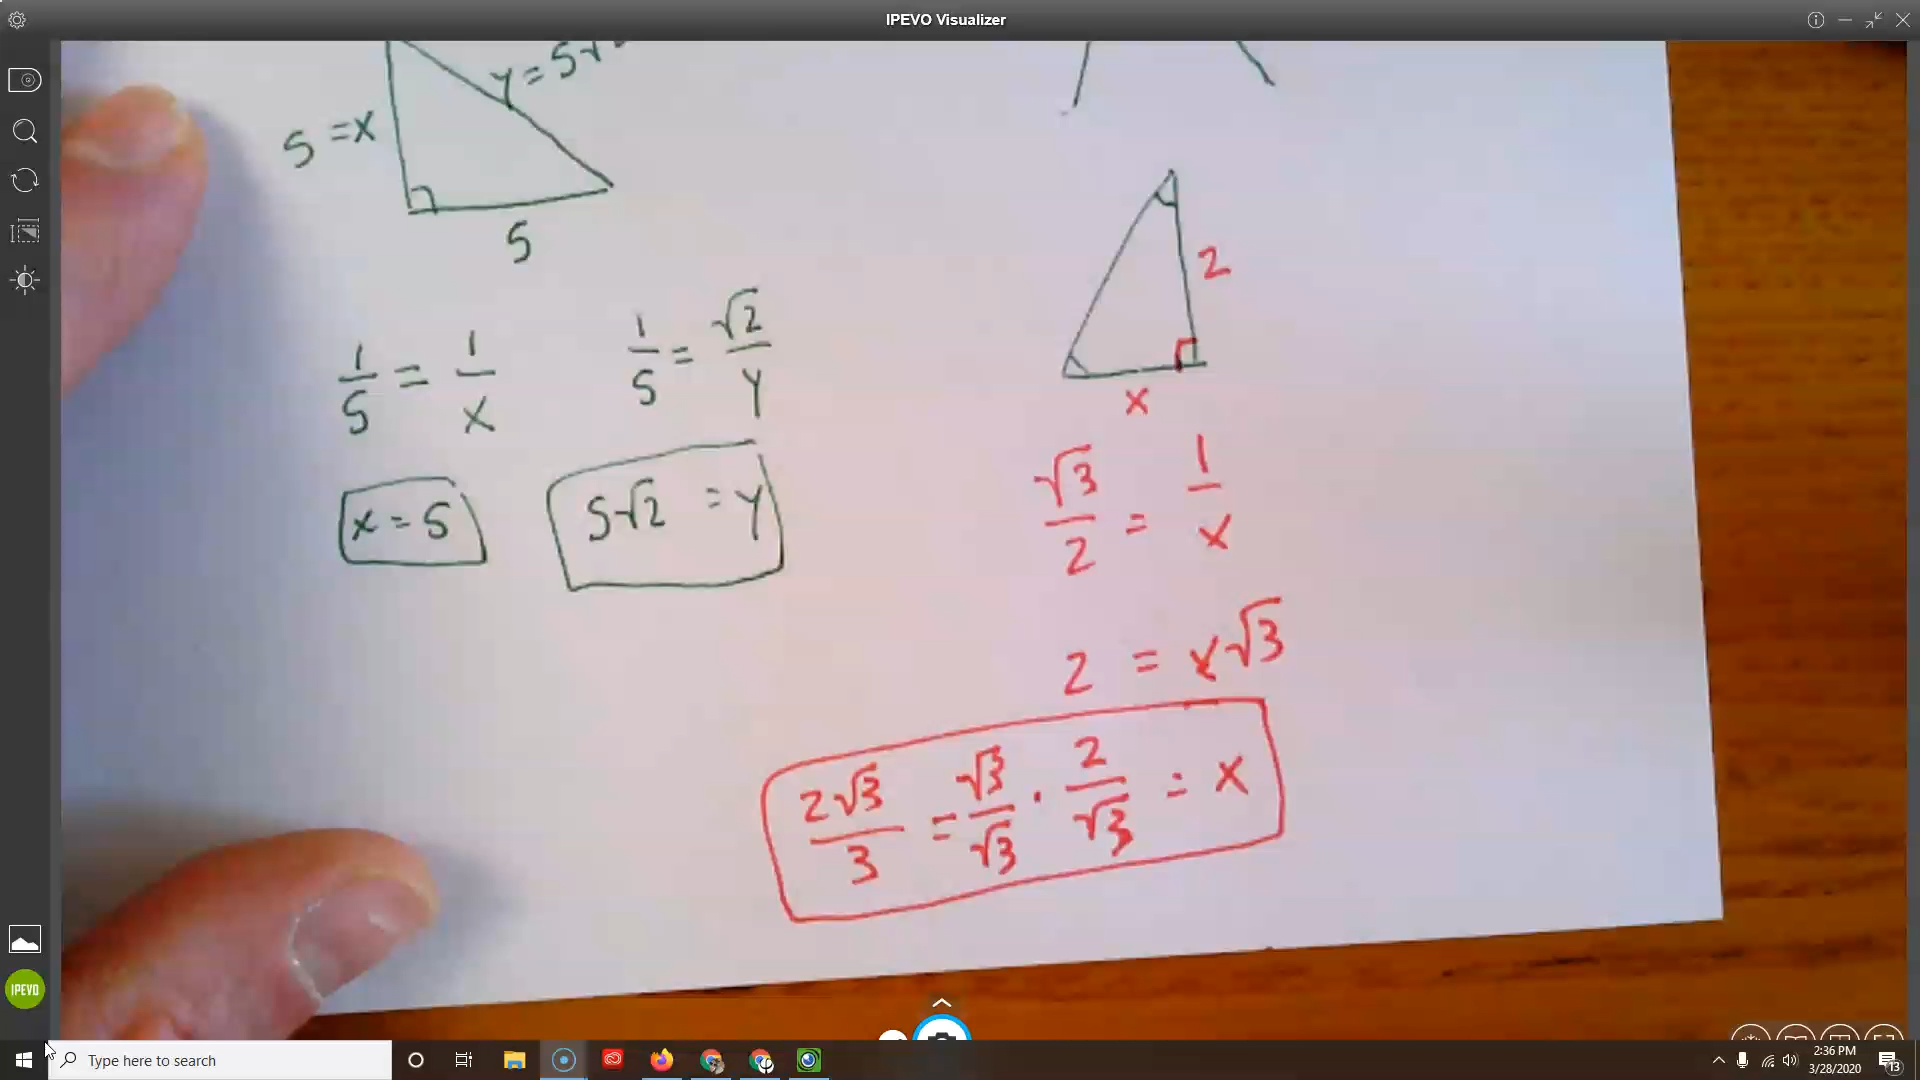 IPEVO Visualizer
y = 5√
5 = x
5
2
x
1/5 = 1/x
1/5 = √2/y
x = 5
5√2 = y
√3/2 = 1/x
2 = x√3
2√3/3 = √3/√3 · 2/√3 = x
IPEVO
Type here to search
2:36 PM
3/28/2020
13